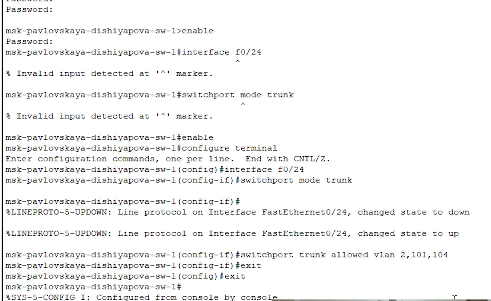 Password:
msk-pavlovskaya-dishiyapova-sw-1>enable
Password:
msk-pavlovskaya-dishiyapova-sw-1#interface f0/24
^
% Invalid input detected at '^' marker.
msk-pavlovskaya-dishiyapova-sw-1#switchport mode trunk
^
% Invalid input detected at '^' marker.
msk-pavlovskaya-dishiyapova-sw-1#enable
msk-pavlovskaya-dishiyapova-sw-1#configure terminal
Enter configuration commands, one per line.  End with CNTL/Z.
msk-pavlovskaya-dishiyapova-sw-1(config)#interface f0/24
msk-pavlovskaya-dishiyapova-sw-1(config-if)#switchport mode trunk
msk-pavlovskaya-dishiyapova-sw-1(config-if)#
%LINEPROTO-5-UPDOWN: Line protocol on Interface FastEthernet0/24, changed state to down
%LINEPROTO-5-UPDOWN: Line protocol on Interface FastEthernet0/24, changed state to up
msk-pavlovskaya-dishiyapova-sw-1(config-if)#switchport trunk allowed vlan 2,101,104
msk-pavlovskaya-dishiyapova-sw-1(config-if)#exit
msk-pavlovskaya-dishiyapova-sw-1(config)#exit
msk-pavlovskaya-dishiyapova-sw-1#
%SYS-5-CONFIG_I: Configured from console by console